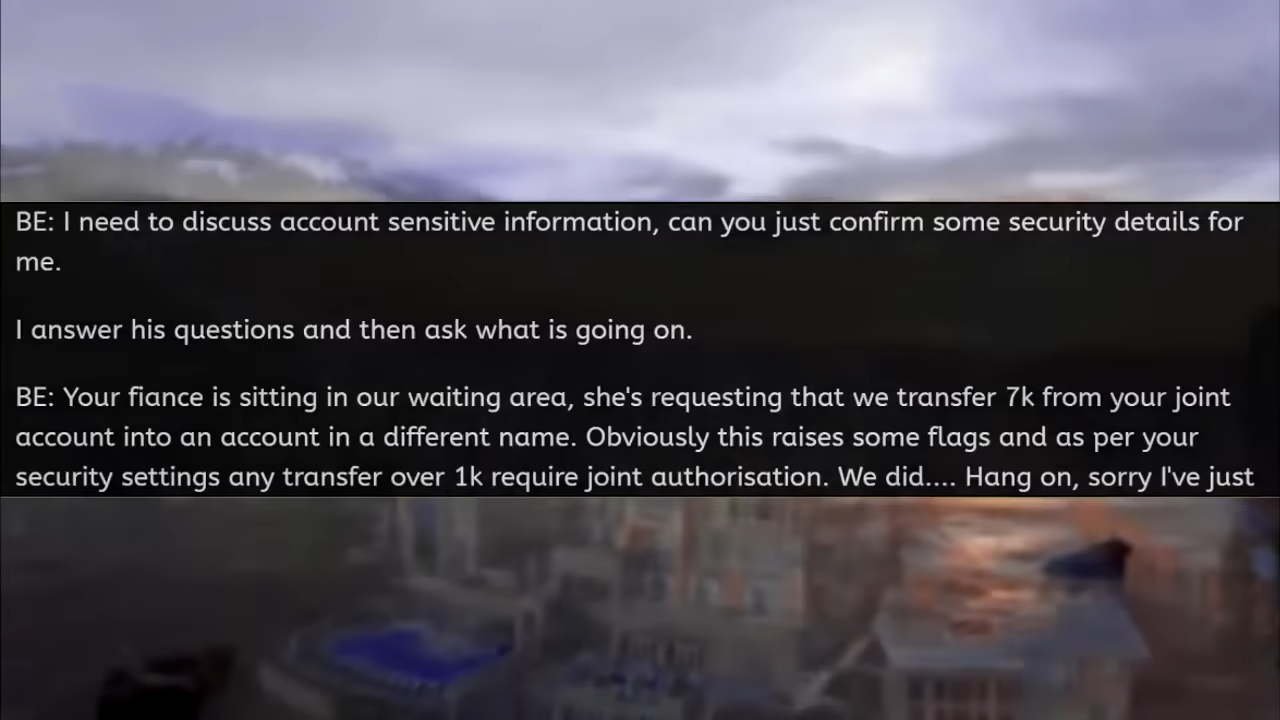 BE: I need to discuss account sensitive information, can you just confirm some security details for
me.
I answer his questions and then ask what is going on.
BE: Your fiance is sitting in our waiting area, she's requesting that we transfer 7k from your joint
account into an account in a different name. Obviously this raises some flags and as per your
security settings any transfer over 1k require joint authorisation. We did.... Hang on, sorry I've just